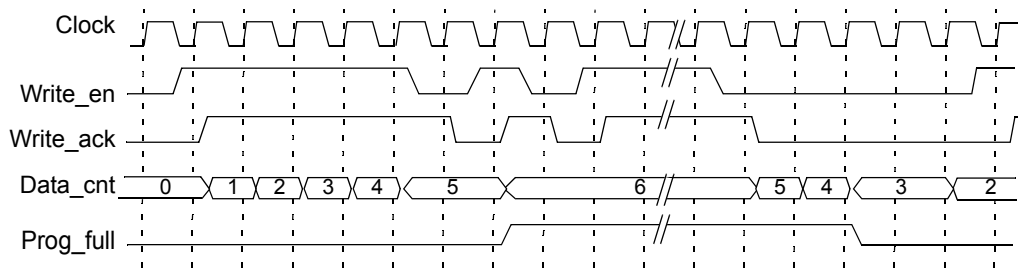 Clock
Write_en
Write_ack
Data_cnt 0 1 2 3 4 5 6 5 4 3 2
Prog_full